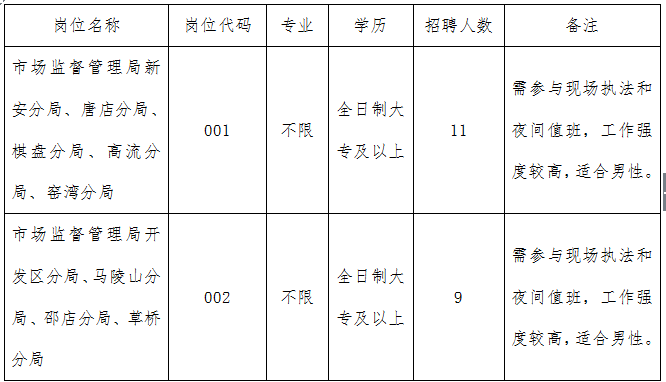 岗位名称 岗位代码 专业 学历 招聘人数 备注
市场监督管理局新
安分局、唐店分局、
棋盘分局、高流分
局、窑湾分局
001
不限
全日制大
专及以上
11
需参与现场执法和
夜间值班，工作强
度较高，适合男性。
市场监督管理局开
发区分局、马陵山分
局、邵店分局、草桥
分局
002
不限
全日制大
专及以上
9
需参与现场执法和
夜间值班，工作强
度较高，适合男性。